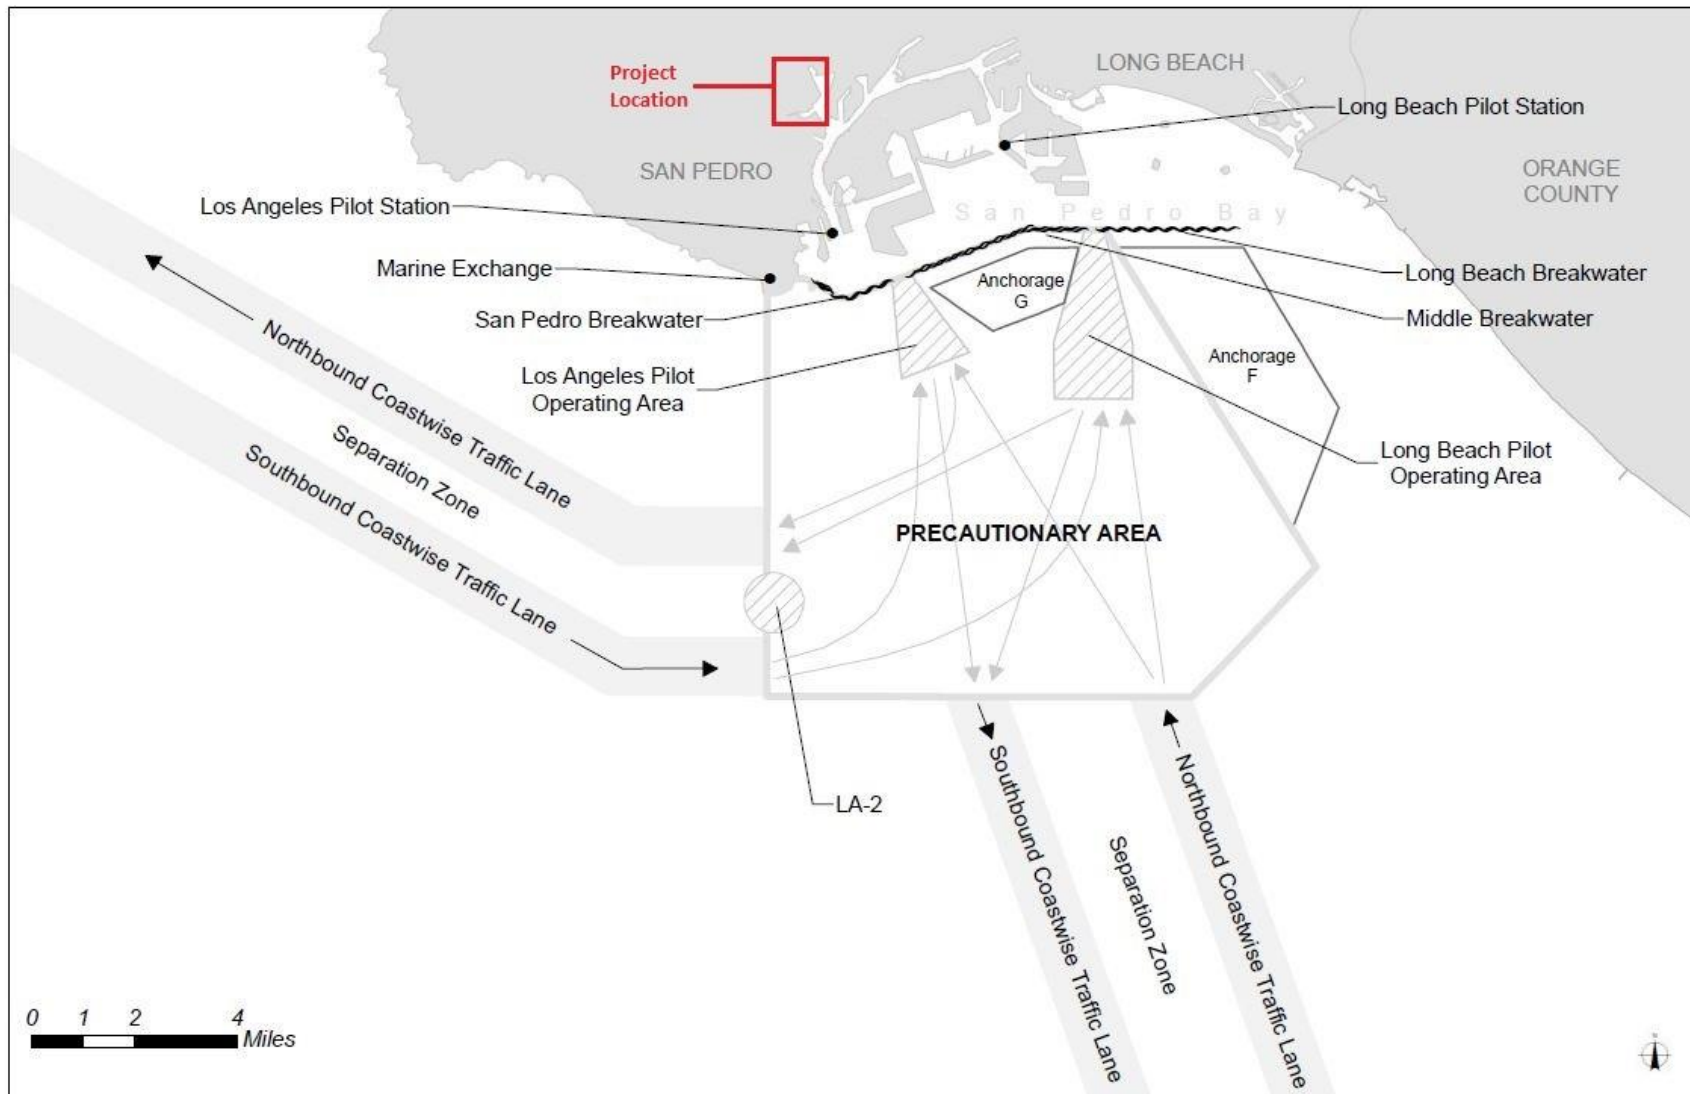 Project
Location
LONG BEACH
Long Beach Pilot Station
SAN PEDRO
ORANGE
COUNTY
Los Angeles Pilot Station
San Pedro Bay
Marine Exchange
Anchorage
G
Long Beach Breakwater
San Pedro Breakwater
Middle Breakwater
Northbound Coastwise Traffic Lane
Los Angeles Pilot
Operating Area
Anchorage
F
Separation Zone
Southbound Coastwise Traffic Lane
Long Beach Pilot
Operating Area
PRECAUTIONARY AREA
LA-2
Southbound Coastwise Traffic Lane
Separation Zone
Northbound Coastwise Traffic Lane
0 1 2 4
Miles
N